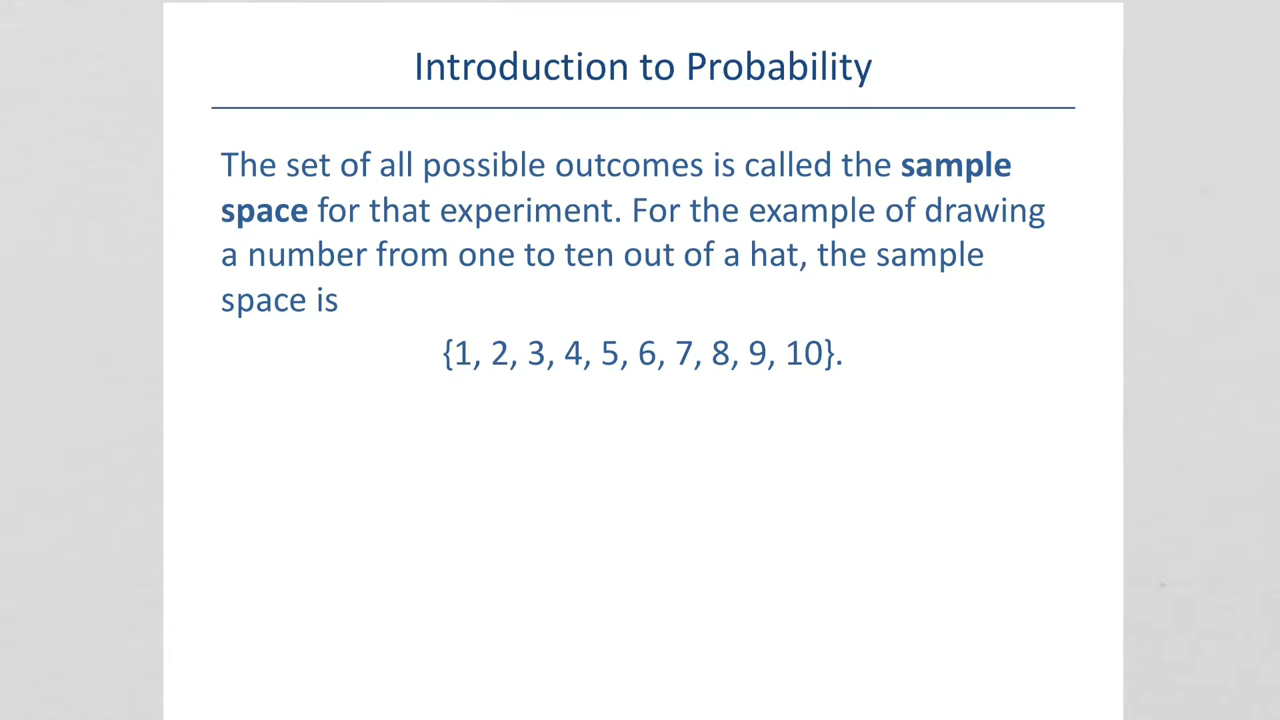 Introduction to Probability
The set of all possible outcomes is called the sample
space for that experiment. For the example of drawing
a number from one to ten out of a hat, the sample
space is
{1, 2, 3, 4, 5, 6, 7, 8, 9, 10}.